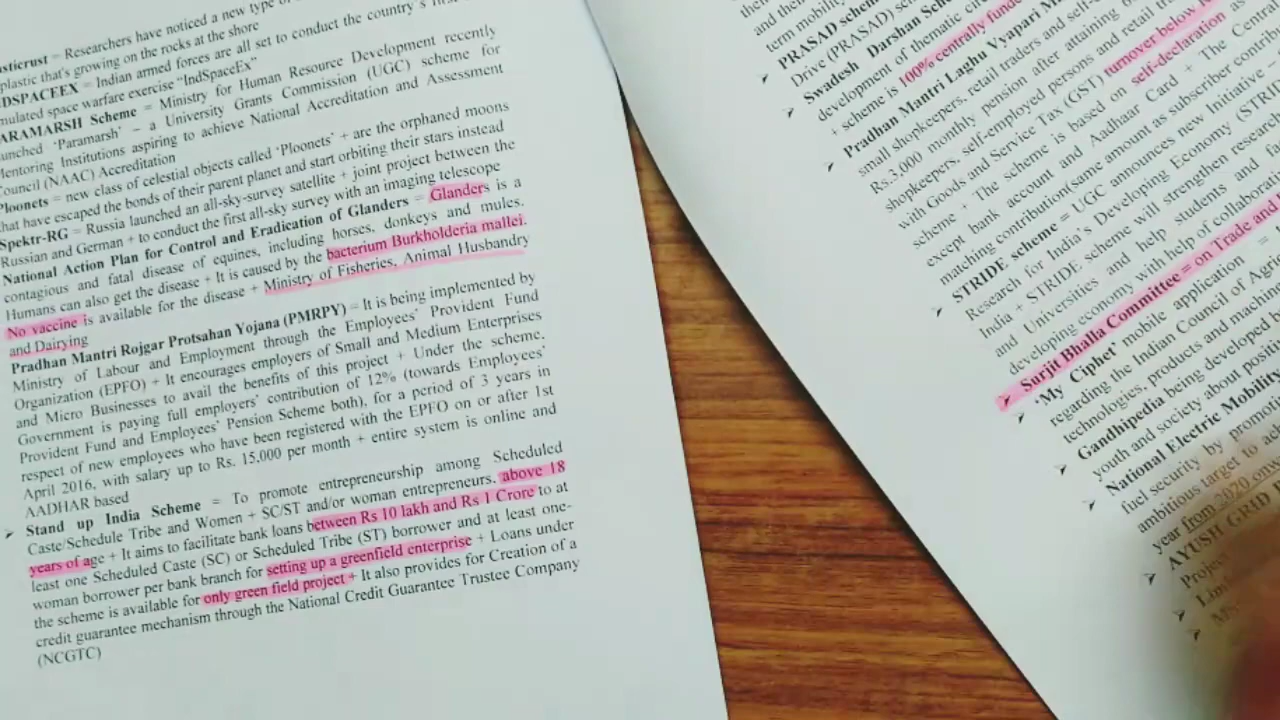 = Researchers have noticed a new type of
plastic that's growing on the rocks at the shore
= Indian armed forces are all set to conduct the country's
space warfare exercise "IndSpaceEx"
Scheme = Ministry for Human Resource Development recently
'Paramarsh' – a University Grants Commission (UGC) scheme for
Mentoring Institutions aspiring to achieve National Accreditation and Assessment
Council (NAAC) Accreditation
Ploonets = new class of celestial objects called 'Ploonets' + are the orphaned moons
that have escaped the bonds of their parent planet and start orbiting their stars instead
Spektr-RG = Russia launched an all-sky-survey satellite + joint project between the
Russian and German + to conduct the first all-sky survey with an imaging telescope
National Action Plan for Control and Eradication of Glanders = Glanders is a
contagious and fatal disease of equines, including horses, donkeys and mules.
Humans can also get the disease + It is caused by the bacterium Burkholderia mallei.
No vaccine is available for the disease + Ministry of Fisheries, Animal Husbandry
and Dairying
Pradhan Mantri Rojgar Protsahan Yojana (PMRPY) = It is being implemented by
Ministry of Labour and Employment through the Employees' Provident Fund
Organization (EPFO) + It encourages employers of Small and Medium Enterprises
and Micro Businesses to avail the benefits of this project + Under the scheme,
Government is paying full employers' contribution of 12% (towards Employees'
Provident Fund and Employees' Pension Scheme both), for a period of 3 years in
respect of new employees who have been registered with the EPFO on or after 1st
April 2016, with salary up to Rs. 15,000 per month + entire system is online and
AADHAR based
➢ Stand up India Scheme = To promote entrepreneurship among Scheduled
Caste/Schedule Tribe and Women + SC/ST and/or woman entrepreneurs, above 18
years of age + It aims to facilitate bank loans between Rs 10 lakh and Rs 1 Crore to at
least one Scheduled Caste (SC) or Scheduled Tribe (ST) borrower and at least one
woman borrower per bank branch for setting up a greenfield enterprise + Loans under
the scheme is available for only green field project + It also provides for Creation of a
credit guarantee mechanism through the National Credit Guarantee Trustee Company
(NCGTC)
and their
term mobility
➢ PRASAD
Drive (PRASAD)
➢ Swadesh Darshan
development of thematic
+ scheme is 100% centrally
➢ Pradhan Mantri Laghu Vyapari
small shopkeepers, retail traders and
Rs.3,000 monthly pension after attaining
shopkeepers, self-employed persons and retail
with Goods and Service Tax (GST) turnover below
scheme + The scheme is based on self-declaration as
except bank account and Aadhaar Card + The Central
matching contribution(same amount as subscriber
➢ STRIDE scheme = UGC announces new Initiative –
Research for India's Developing Economy
India + STRIDE scheme will strengthen research
and Universities and help students and
developing economy with help of
➢ Surjit Bhalla Committee = on Trade and
➢ 'My Cipher' mobile application =
regarding the Indian Council of
technologies, products and
➢ Gandhipedia being developed
youth and society about
➢ National Electric Mobility
fuel security by
ambitious target to
year from 2020
➢ AYUSH GRID